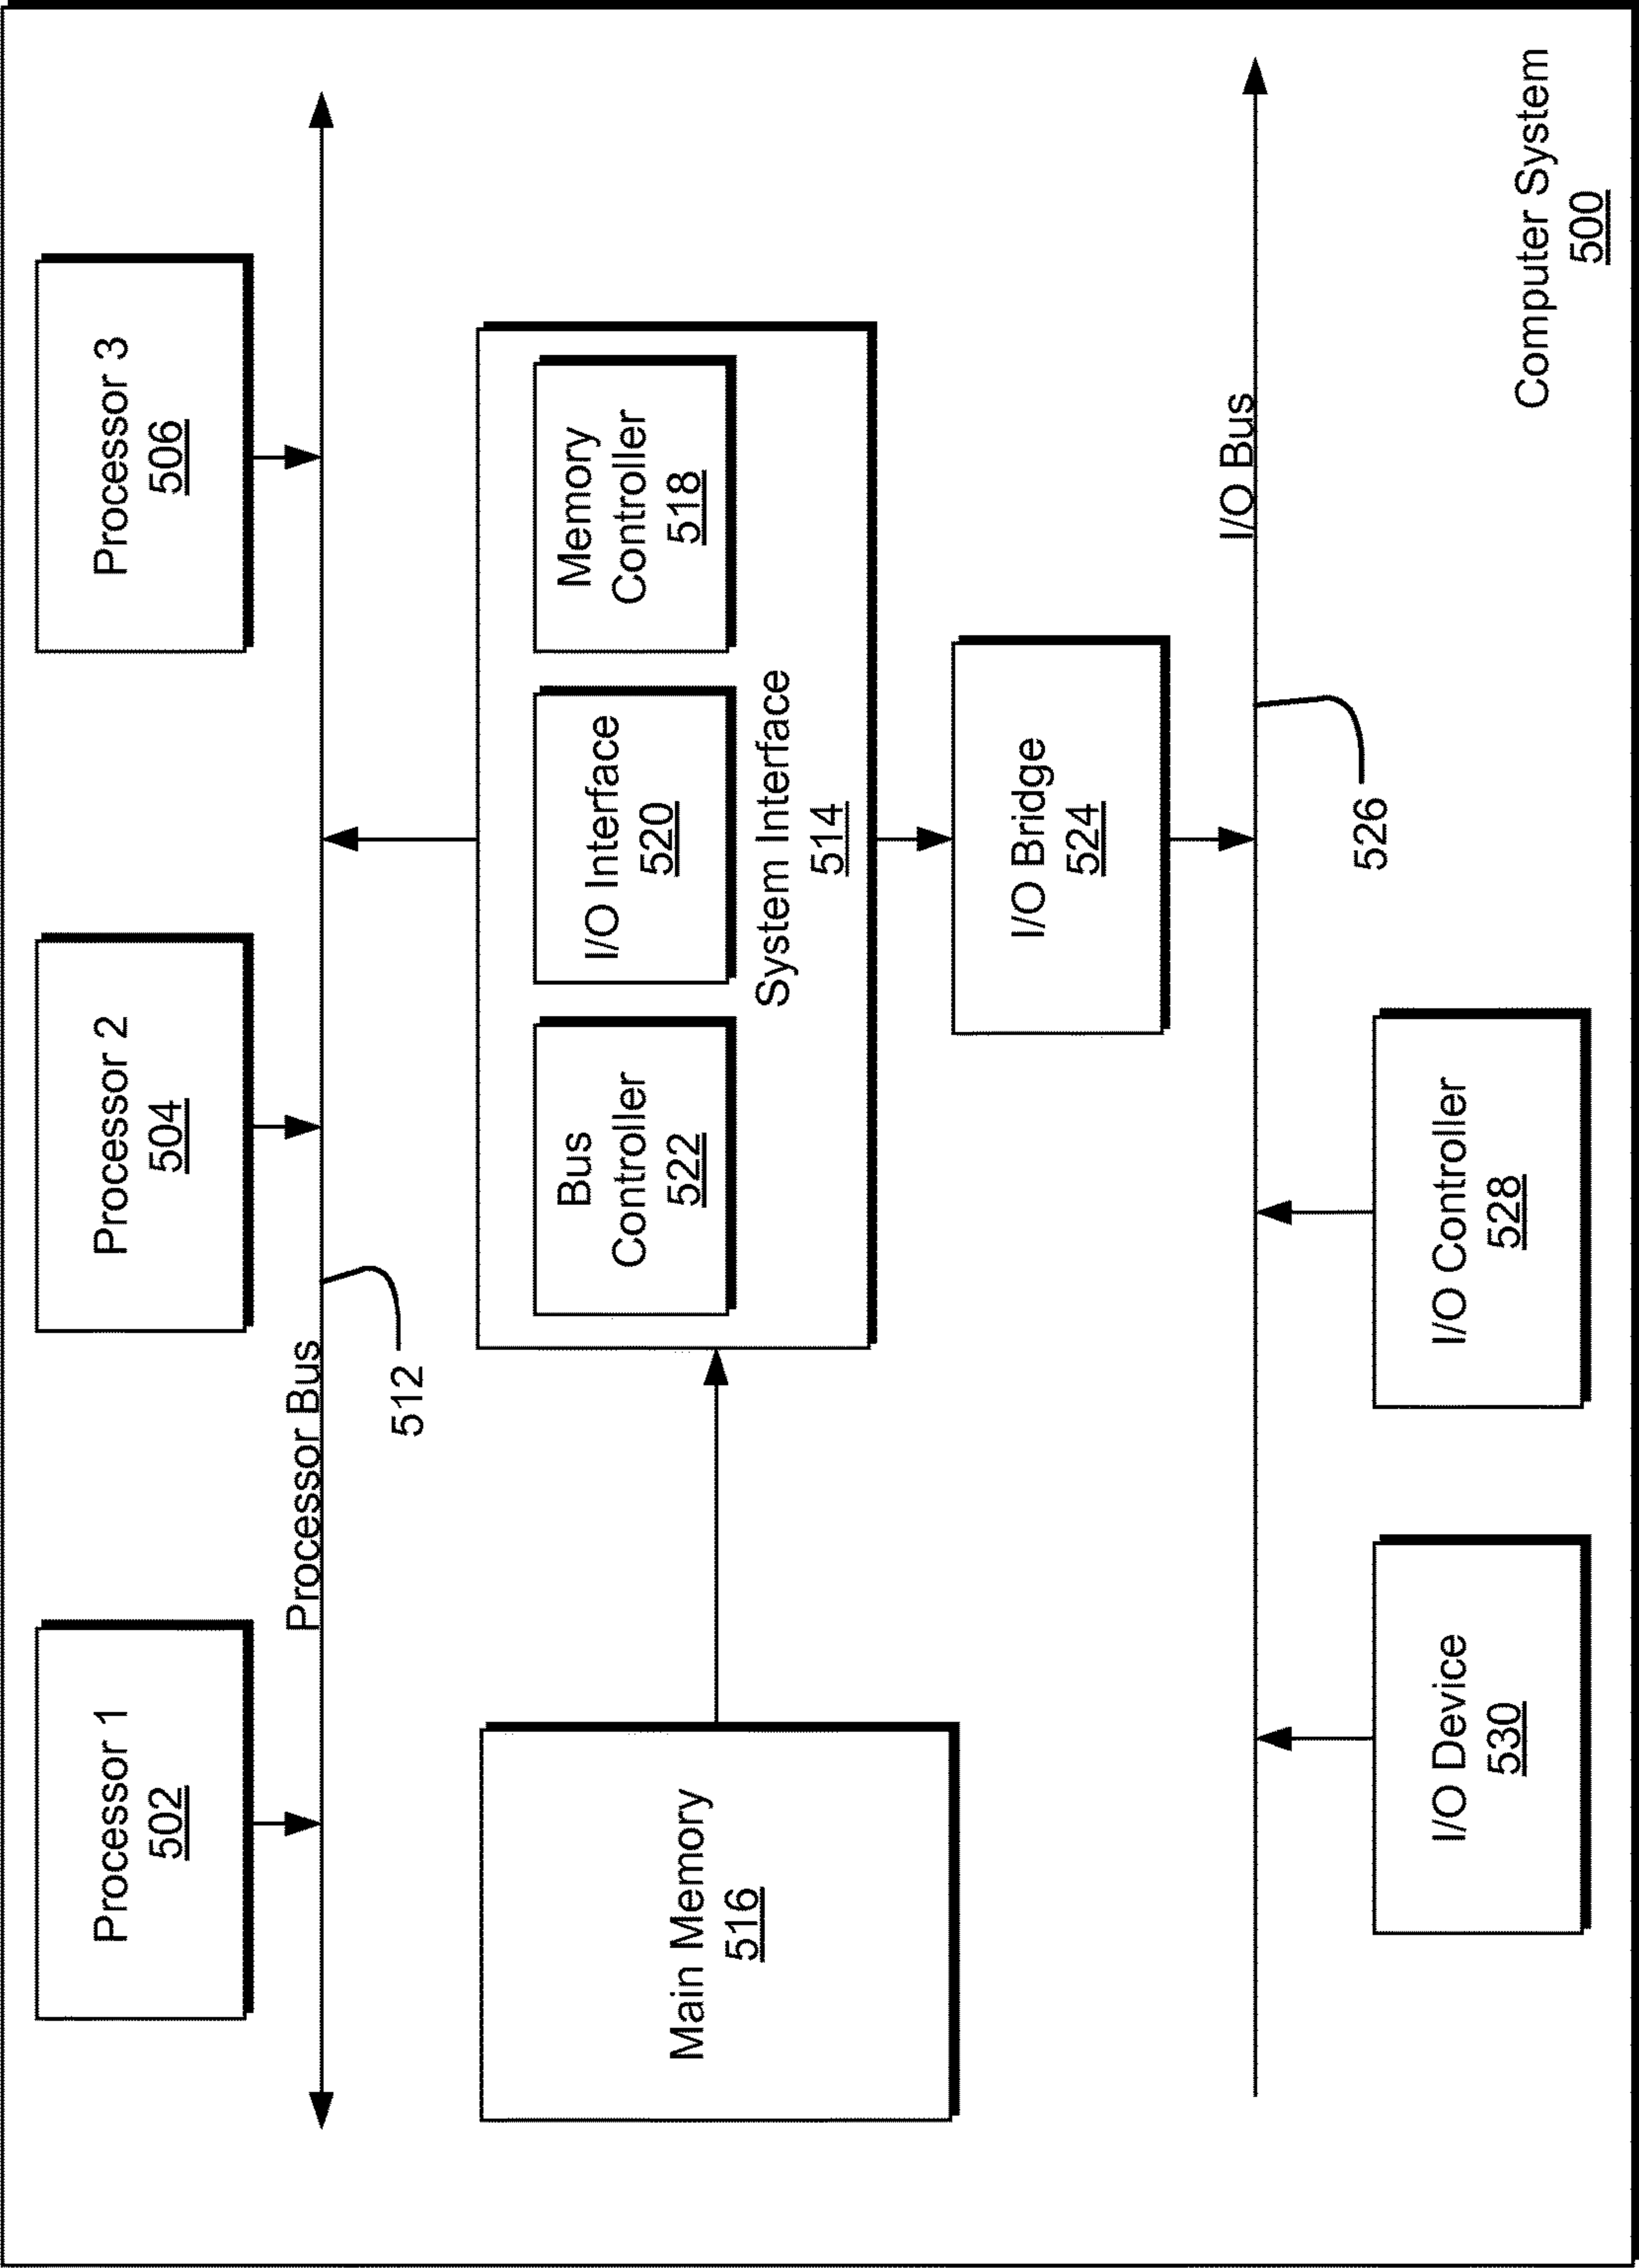 Processor 1
502
Processor 2
504
Processor 3
506
Processor Bus
512
Main Memory
516
Bus
Controller
522
I/O Interface
520
Memory
Controller
518
System Interface
514
I/O Bridge
524
I/O Bus
526
I/O Device
530
I/O Controller
528
Computer System
500